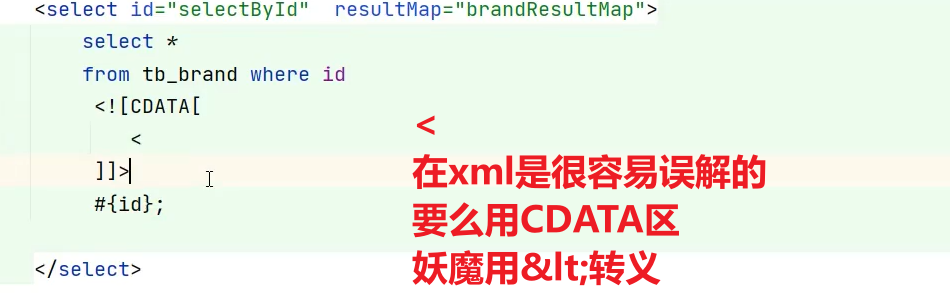 <select id="selectById"  resultMap="brandResultMap">
select *
from tb_brand where id
<![CDATA[
<
]]>
#{id};
</select>
<
在xml是很容易误解的
要么用CDATA区
妖魔用&lt;转义